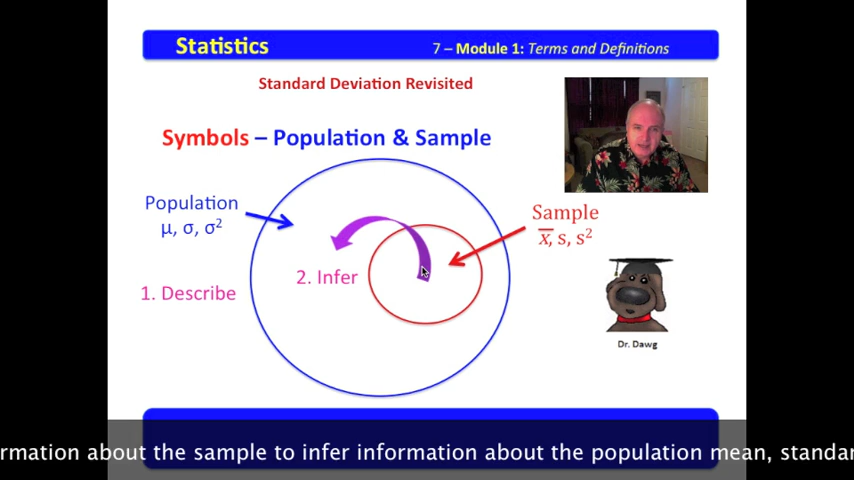 Statistics
7 – Module 1: Terms and Definitions
Standard Deviation Revisited
Symbols – Population & Sample
Population
μ, σ, σ²
Sample
x̅, s, s²
2. Infer
1. Describe
Dr. Dawg
rmation about the sample to infer information about the population mean, standar